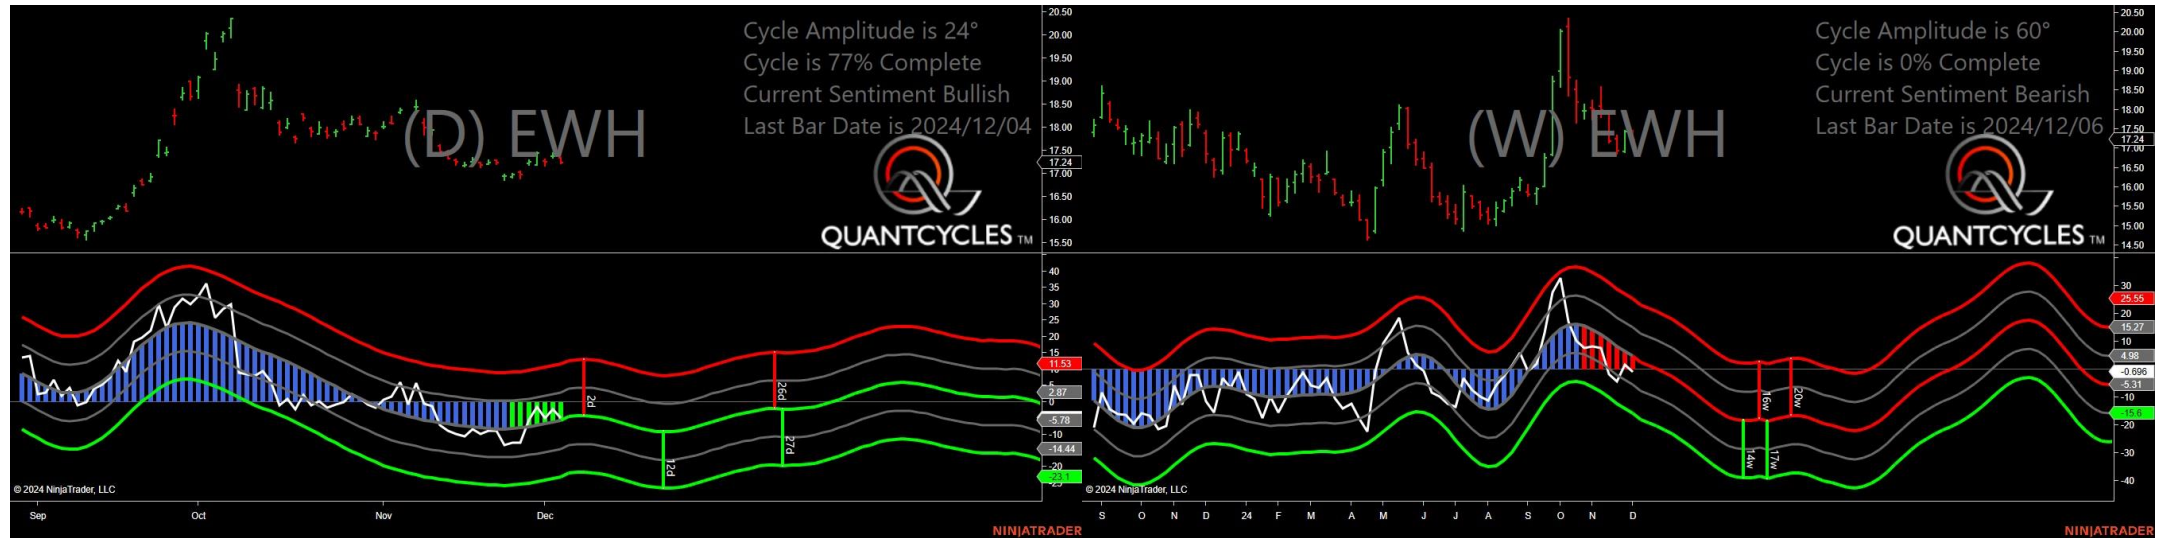 Cycle Amplitude is 24°
Cycle is 77% Complete
Current Sentiment Bullish
Last Bar Date is 2024/12/04
(D) EWH
QUANTCYCLES TM
20.50
20.00
19.50
19.00
18.50
18.00
17.50
17.24
17.00
16.50
16.00
15.50
40
35
30
25
20
15
11.53
2.87
0
-5.78
-10
-14.44
-20
-23.1
2d
12d
26d
27d
© 2024 NinjaTrader, LLC
Sep Oct Nov Dec
NINJATRADER
Cycle Amplitude is 60°
Cycle is 0% Complete
Current Sentiment Bearish
Last Bar Date is 2024/12/06
(W) EWH
QUANTCYCLES TM
20.50
20.00
19.50
19.00
18.50
18.00
17.50
17.24
17.00
16.50
16.00
15.50
15.00
14.50
30
25.55
20
15.27
10
4.98
-0.696
-5.31
-10
-15.6
-20
-30
-40
14w
16w
17w
20w
© 2024 NinjaTrader, LLC
S O N D 24 F M A M J J A S O N D
NINJATRADER